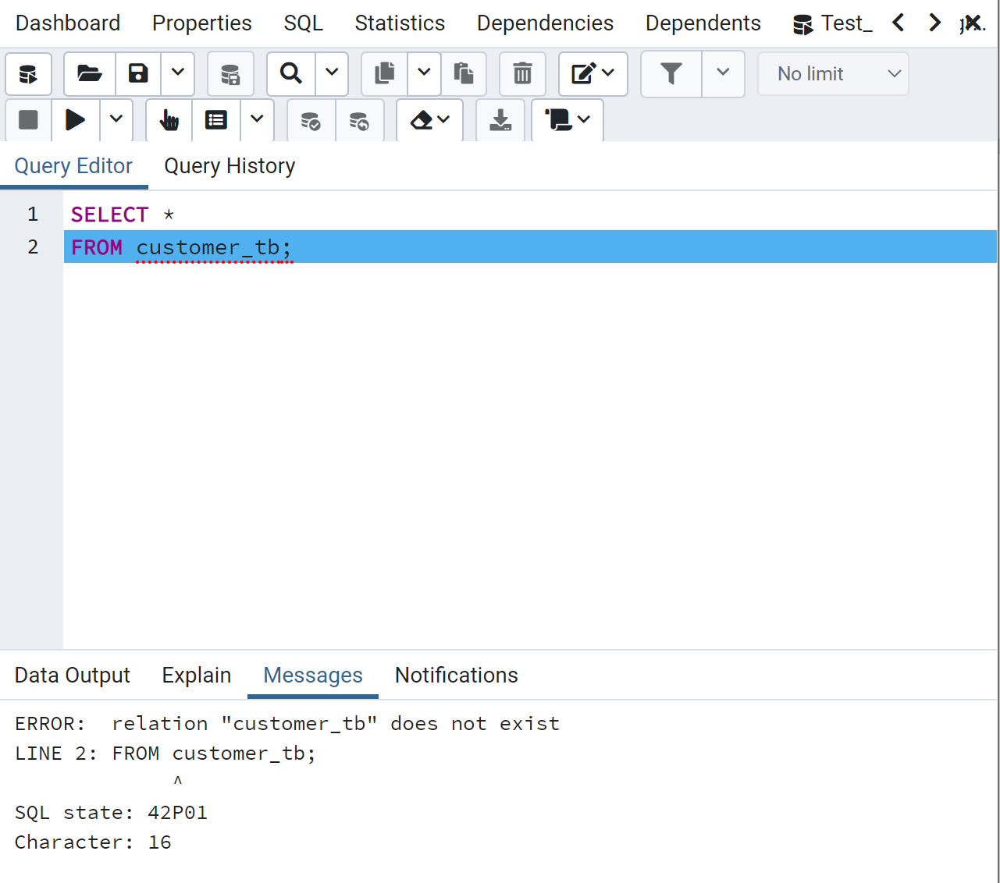 Dashboard Properties SQL Statistics Dependencies Dependents Test_
No limit
Query Editor Query History
1 SELECT *
2 FROM customer_tb;
Data Output Explain Messages Notifications
ERROR:  relation "customer_tb" does not exist
LINE 2: FROM customer_tb;
^
SQL state: 42P01
Character: 16